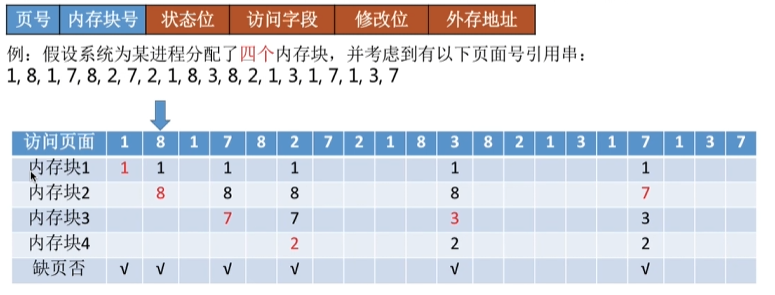 页号 内存块号 状态位 访问字段 修改位 外存地址
例：假设系统为某进程分配了四个内存块，并考虑到有以下页面号引用串：
1, 8, 1, 7, 8, 2, 7, 2, 1, 8, 3, 8, 2, 1, 3, 1, 7, 1, 3, 7
访问页面 1 8 1 7 8 2 7 2 1 8 3 8 2 1 3 1 7 1 3 7
内存块1 1 1 1 1 1 1
内存块2 8 8 8 8 7
内存块3 7 7 3 3
内存块4 2 2 2
缺页否 √ √ √ √ √ √